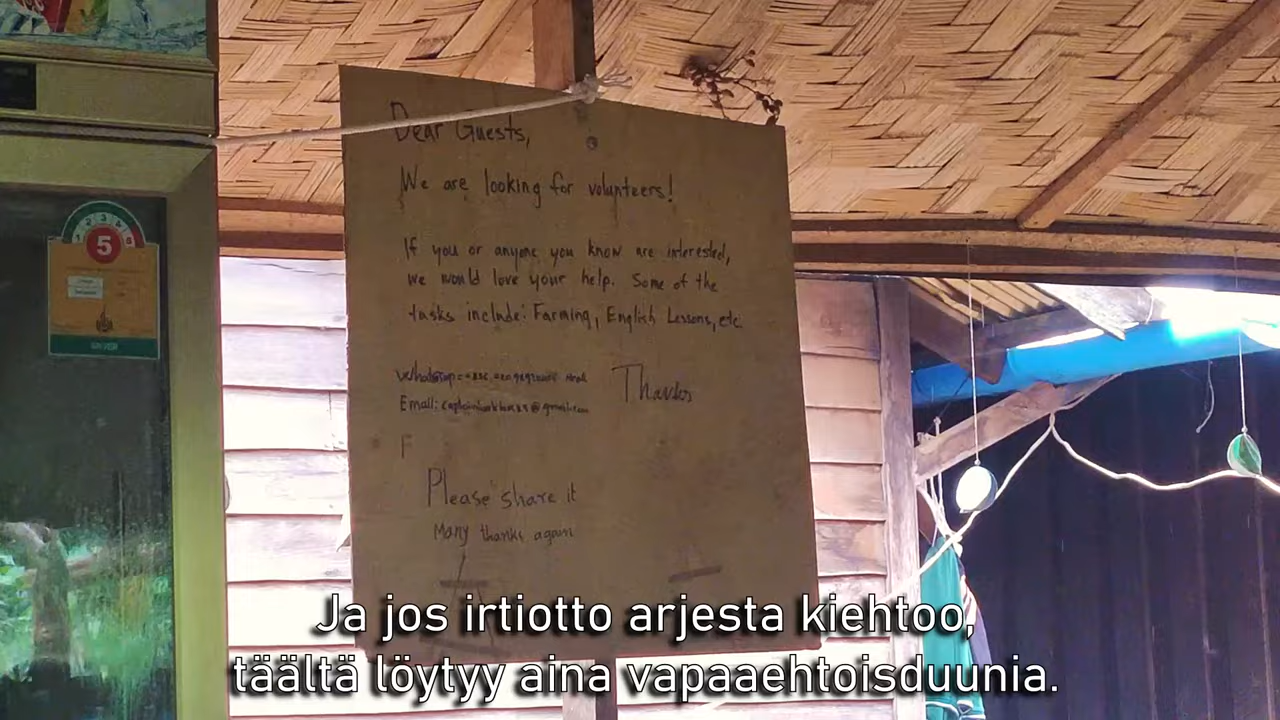 Dear Guests,
We are looking for volunteers!
If you or anyone you know are interested,
we would love your help. Some of the
tasks include: Farming, English Lessons, etc
Thanks
Email:
F
Please share it
Many thanks again
5
Ja jos irtiotto arjesta kiehtoo,
täältä löytyy aina vapaaehtoisduunia.